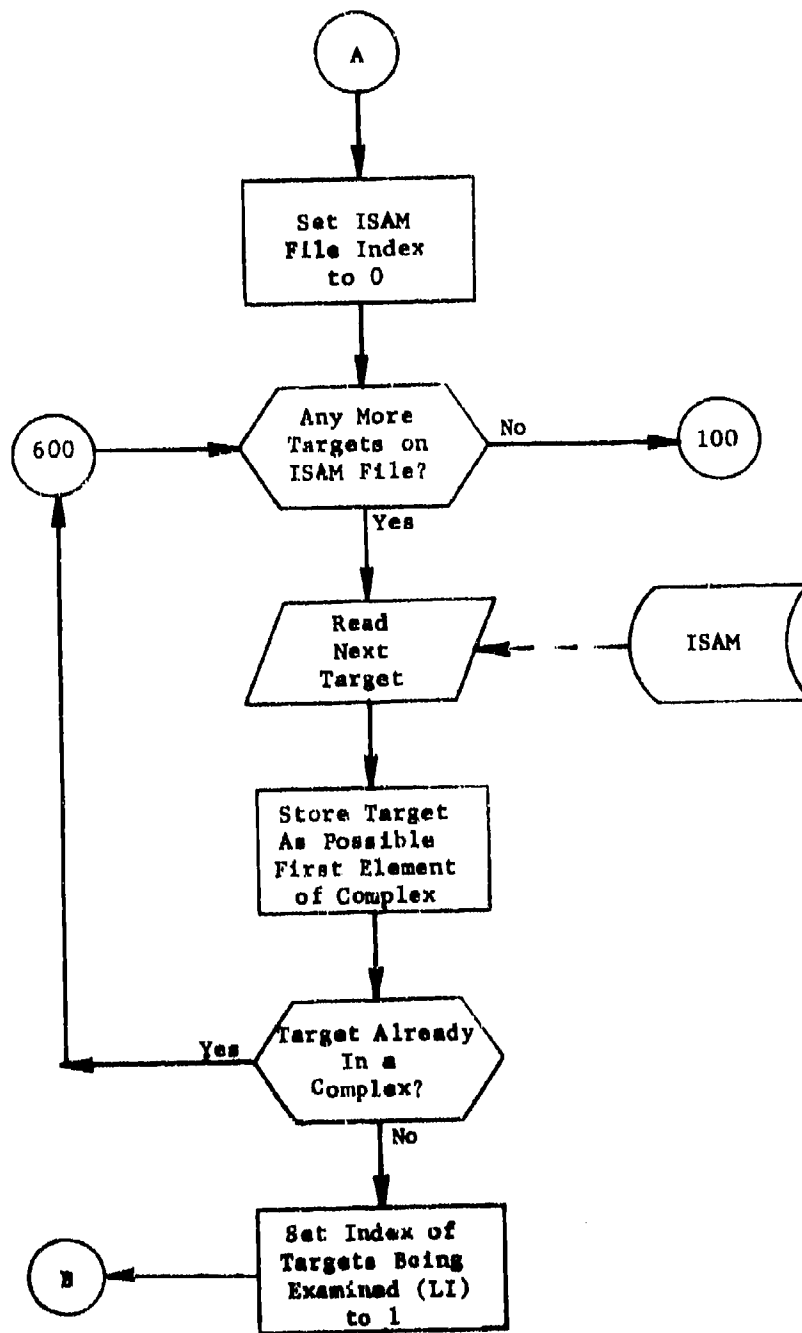 A
Set ISAM
File Index
to 0
Any More
Targets on
ISAM File?
No
100
600
Yes
Read
Next
Target
ISAM
Store Target
As Possible
First Element
of Complex
Target Already
In a
Complex?
Yes
No
Set Index of
Targets Being
Examined (LI)
to 1
B